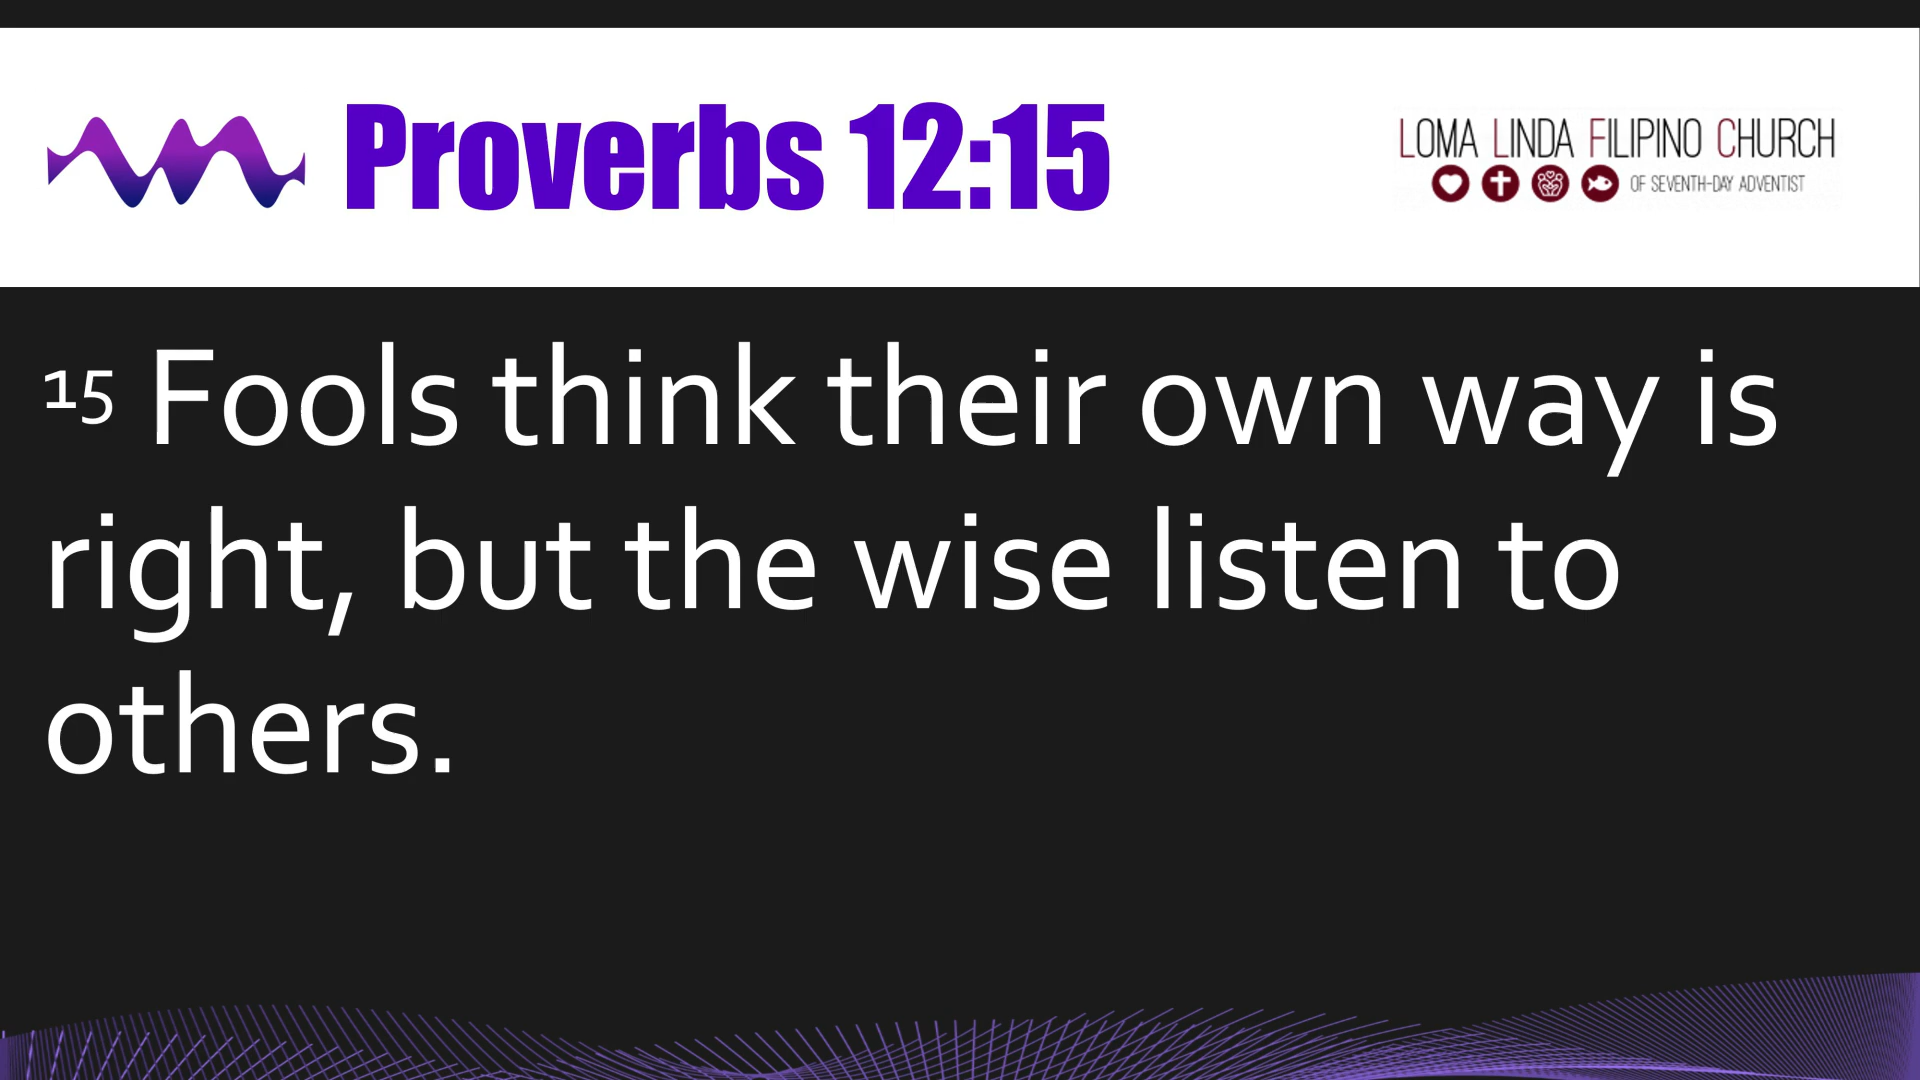 Proverbs 12:15
LOMA LINDA FILIPINO CHURCH
OF SEVENTH-DAY ADVENTIST
15 Fools think their own way is
right, but the wise listen to
others.